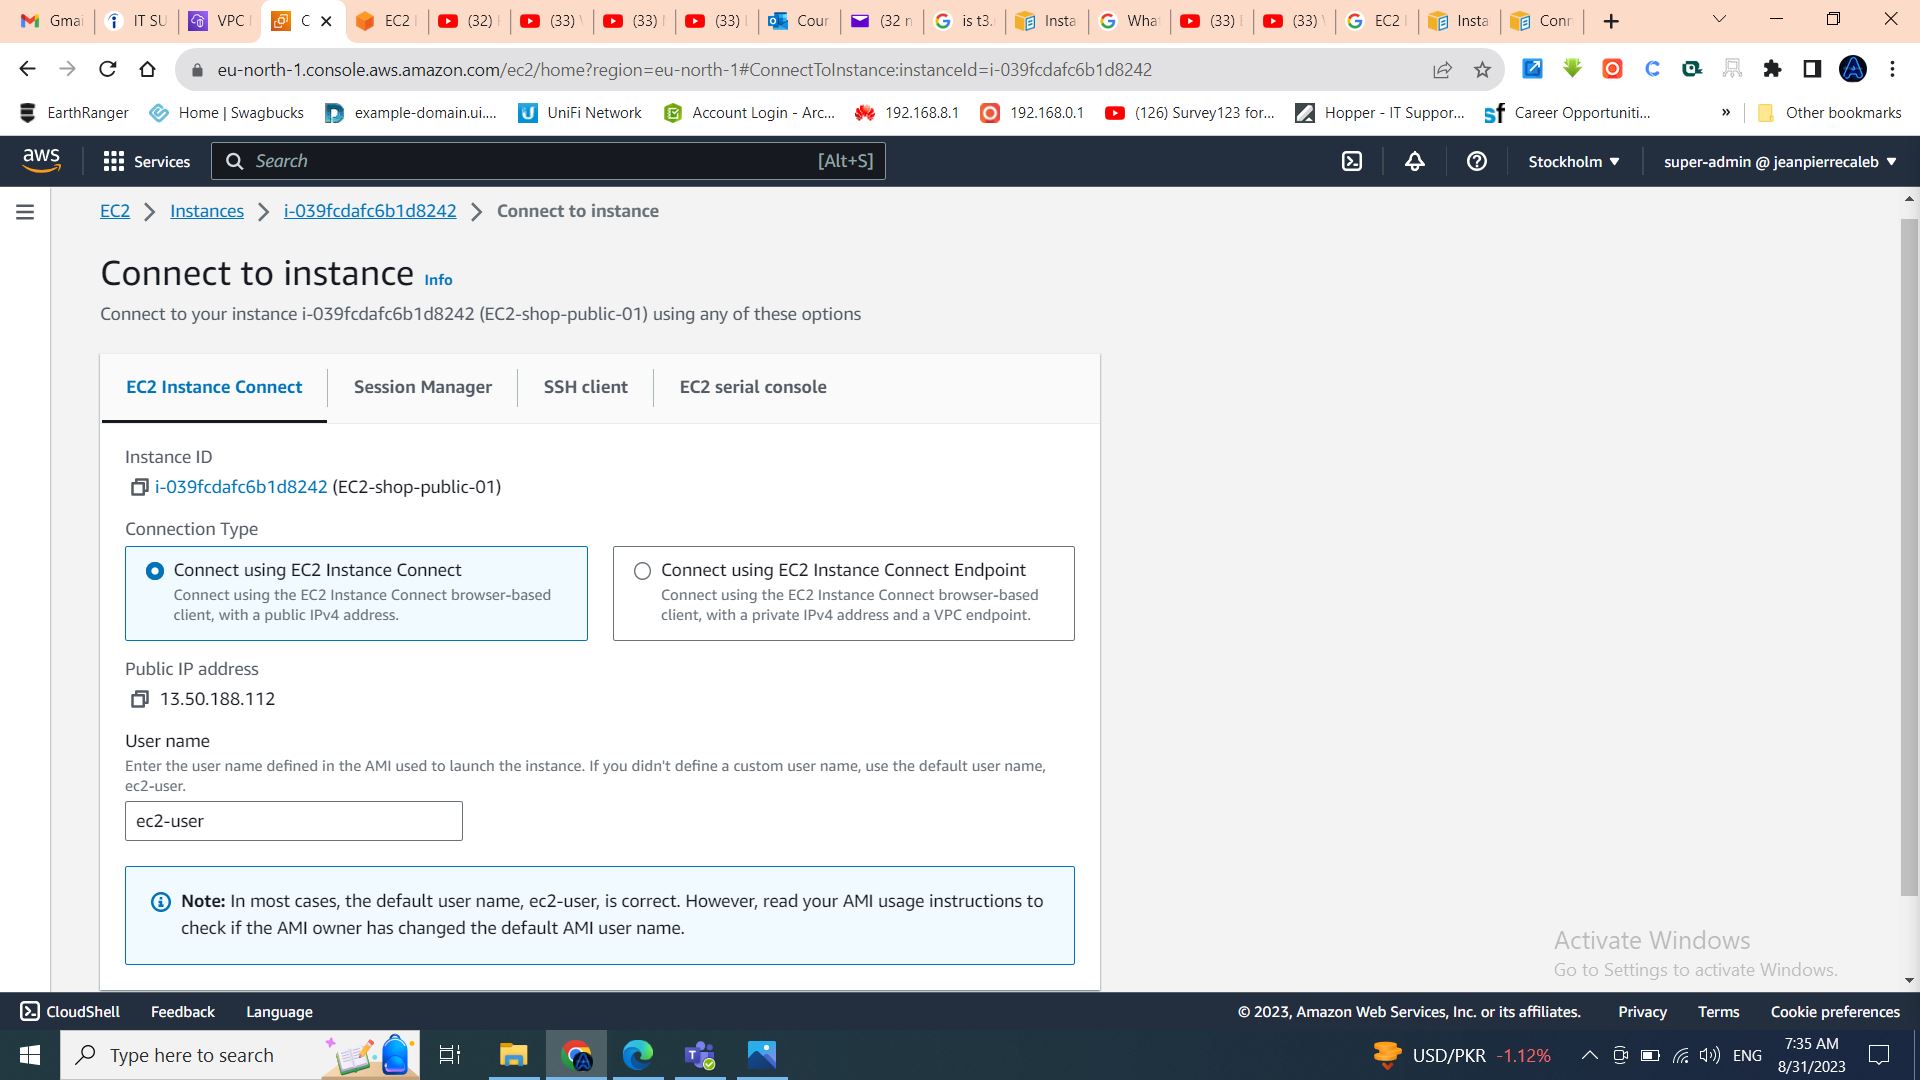 Gmai
IT SU
VPC
C
EC2
(32)
(33)
(33)
(33)
Cour
(32 n
is t3.
Insta
Wha
(33)
(33)
EC2
Insta
Conn
eu-north-1.console.aws.amazon.com/ec2/home?region=eu-north-1#ConnectToInstance:instanceId=i-039fcdafc6b1d8242
EarthRanger
Home | Swagbucks
example-domain.ui....
UniFi Network
Account Login - Arc...
192.168.8.1
192.168.0.1
(126) Survey123 for...
Hopper - IT Suppor...
Career Opportuniti...
»
Other bookmarks
aws
Services
Search
[Alt+S]
Stockholm
super-admin @ jeanpierrecaleb
EC2
Instances
i-039fcdafc6b1d8242
Connect to instance
Connect to instance Info
Connect to your instance i-039fcdafc6b1d8242 (EC2-shop-public-01) using any of these options
EC2 Instance Connect
Session Manager
SSH client
EC2 serial console
Instance ID
i-039fcdafc6b1d8242 (EC2-shop-public-01)
Connection Type
Connect using EC2 Instance Connect
Connect using the EC2 Instance Connect browser-based
client, with a public IPv4 address.
Connect using EC2 Instance Connect Endpoint
Connect using the EC2 Instance Connect browser-based
client, with a private IPv4 address and a VPC endpoint.
Public IP address
13.50.188.112
User name
Enter the user name defined in the AMI used to launch the instance. If you didn't define a custom user name, use the default user name,
ec2-user.
ec2-user
Note: In most cases, the default user name, ec2-user, is correct. However, read your AMI usage instructions to
check if the AMI owner has changed the default AMI user name.
Activate Windows
Go to Settings to activate Windows.
CloudShell
Feedback
Language
© 2023, Amazon Web Services, Inc. or its affiliates.
Privacy
Terms
Cookie preferences
Type here to search
USD/PKR -1.12%
ENG
7:35 AM
8/31/2023